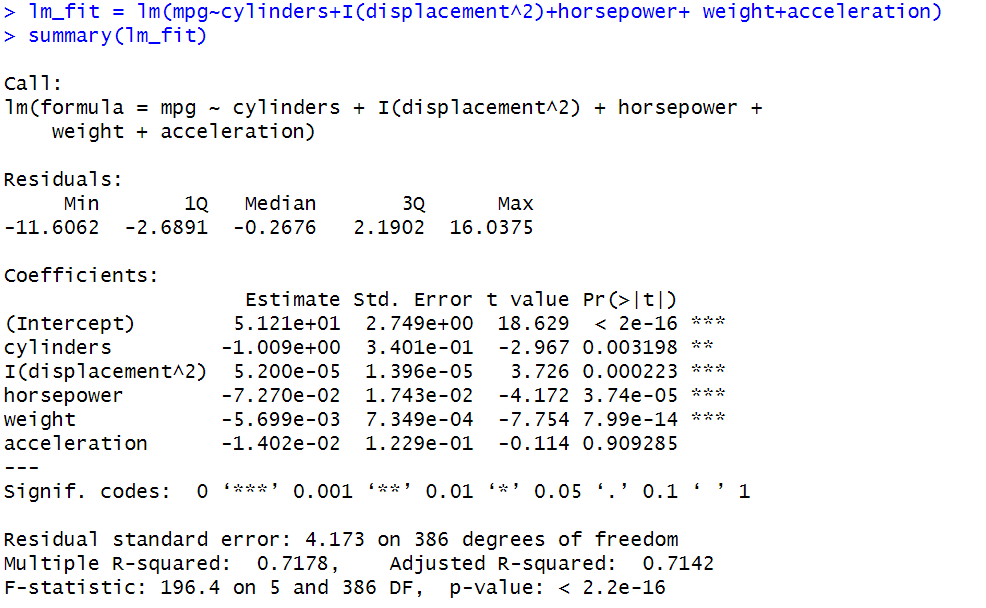 > lm_fit = lm(mpg~cylinders+I(displacement^2)+horsepower+ weight+acceleration)
> summary(lm_fit)

Call:
lm(formula = mpg ~ cylinders + I(displacement^2) + horsepower +
    weight + acceleration)

Residuals:
     Min       1Q   Median       3Q      Max
-11.6062  -2.6891  -0.2676   2.1902  16.0375

Coefficients:
                    Estimate Std. Error t value Pr(>|t|)
(Intercept)        5.121e+01  2.749e+00  18.629  < 2e-16 ***
cylinders         -1.009e+00  3.401e-01  -2.967 0.003198 **
I(displacement^2)  5.200e-05  1.396e-05   3.726 0.000223 ***
horsepower        -7.270e-02  1.743e-02  -4.172 3.74e-05 ***
weight            -5.699e-03  7.349e-04  -7.754 7.99e-14 ***
acceleration      -1.402e-02  1.229e-01  -0.114 0.909285
---
Signif. codes:  0 ‘***’ 0.001 ‘**’ 0.01 ‘*’ 0.05 ‘.’ 0.1 ‘ ’ 1

Residual standard error: 4.173 on 386 degrees of freedom
Multiple R-squared:  0.7178,    Adjusted R-squared:  0.7142
F-statistic: 196.4 on 5 and 386 DF,  p-value: < 2.2e-16